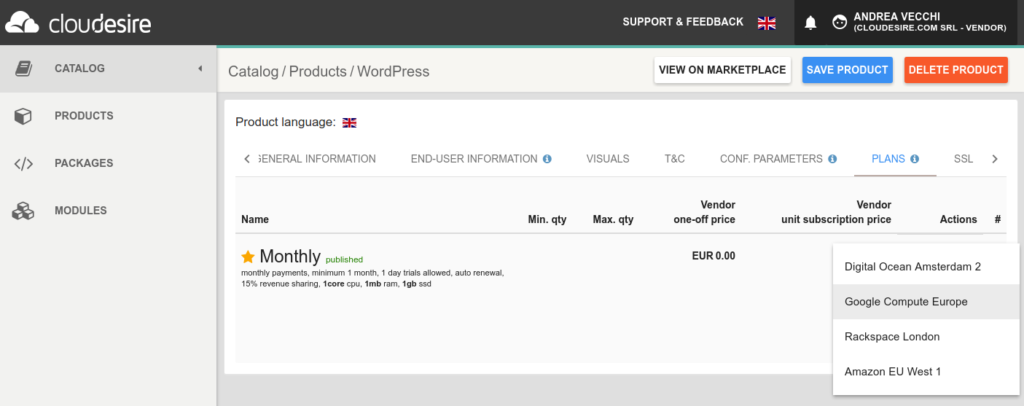 cloudesire
SUPPORT & FEEDBACK
ANDREA VECCHI
(CLOUDESIRE.COM SRL - VENDOR)
CATALOG
PRODUCTS
PACKAGES
MODULES
Catalog / Products / WordPress
VIEW ON MARKETPLACE
SAVE PRODUCT
DELETE PRODUCT
Product language:
GENERAL INFORMATION
END-USER INFORMATION
VISUALS
T&C
CONF. PARAMETERS
PLANS
SSL
Name
Min. qty
Max. qty
Vendor
one-off price
Vendor
unit subscription price
Actions
#
Monthly published
monthly payments, minimum 1 month, 1 day trials allowed, auto renewal,
15% revenue sharing, 1core cpu, 1mb ram, 1gb ssd
EUR 0.00
Digital Ocean Amsterdam 2
Google Compute Europe
Rackspace London
Amazon EU West 1